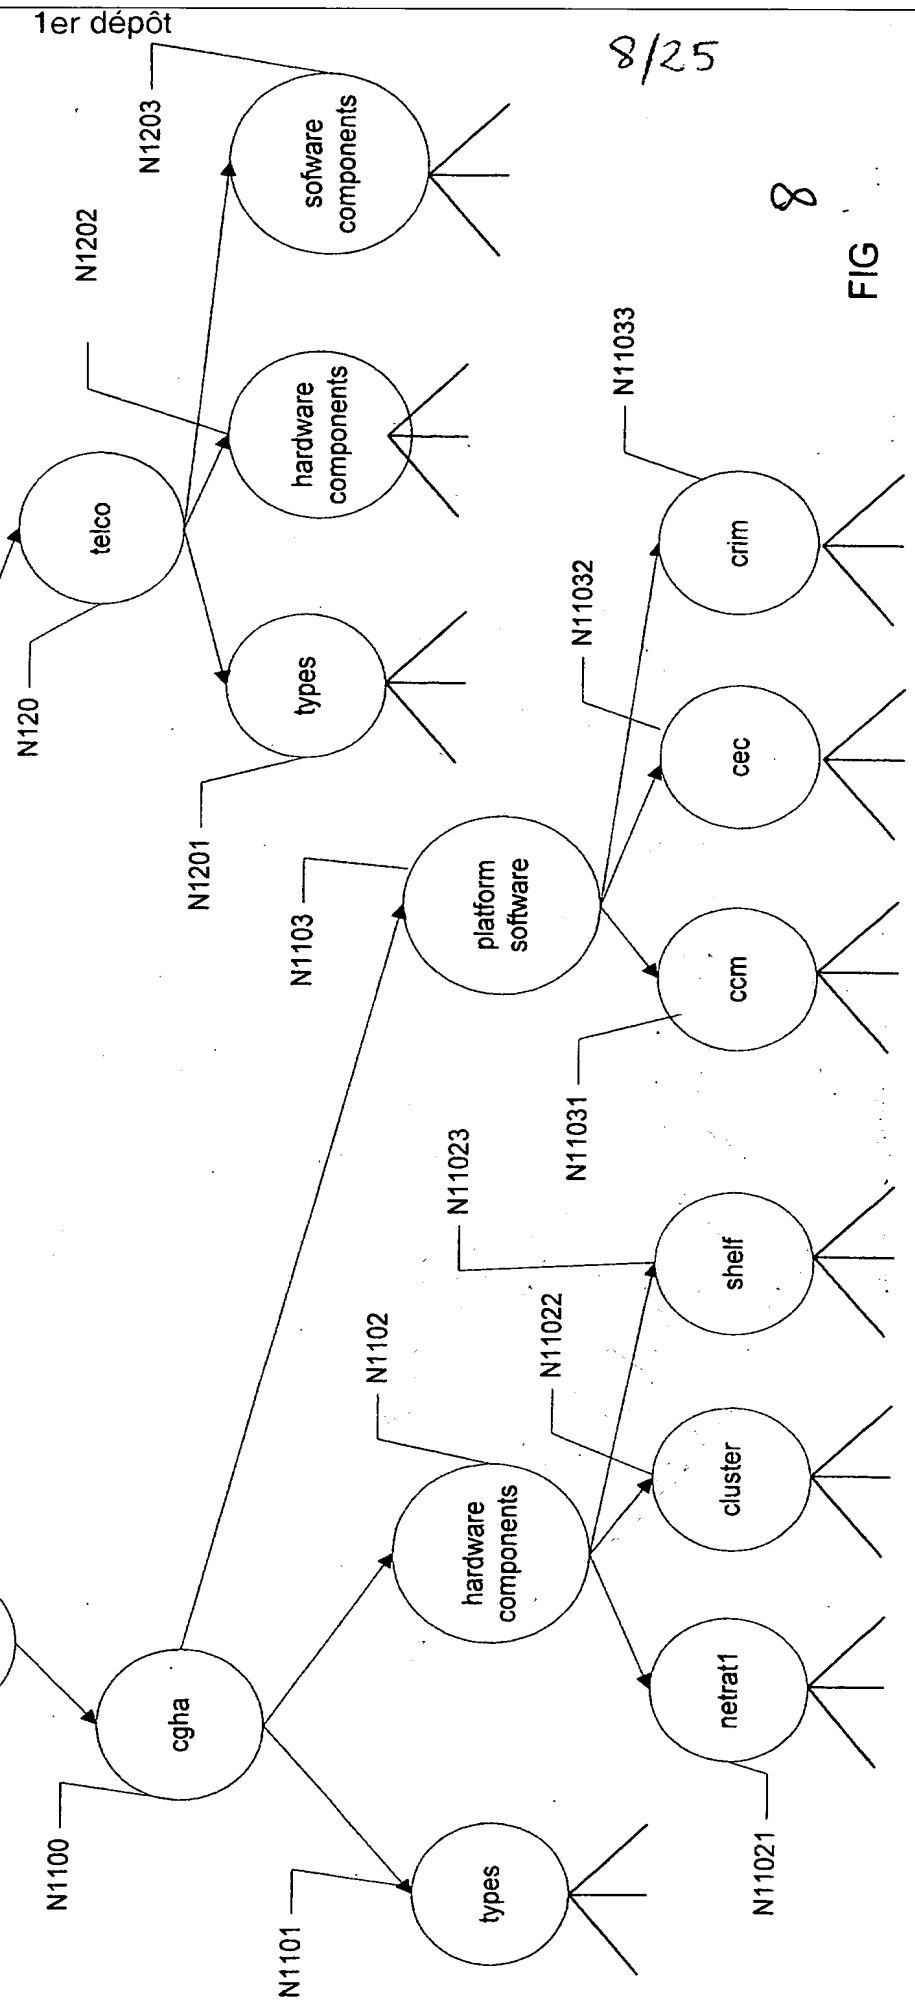 1er dépôt
8/25
N120
telco
N1202
N1203
N1201
types
hardware
components
sofware
components
N1100
cgha
N1103
platform
software
N1101
types
N1102
hardware
components
N11023
N11022
N11021
netrat1
cluster
shelf
N11031
N11032
N11033
ccm
cec
crim
FIG 8